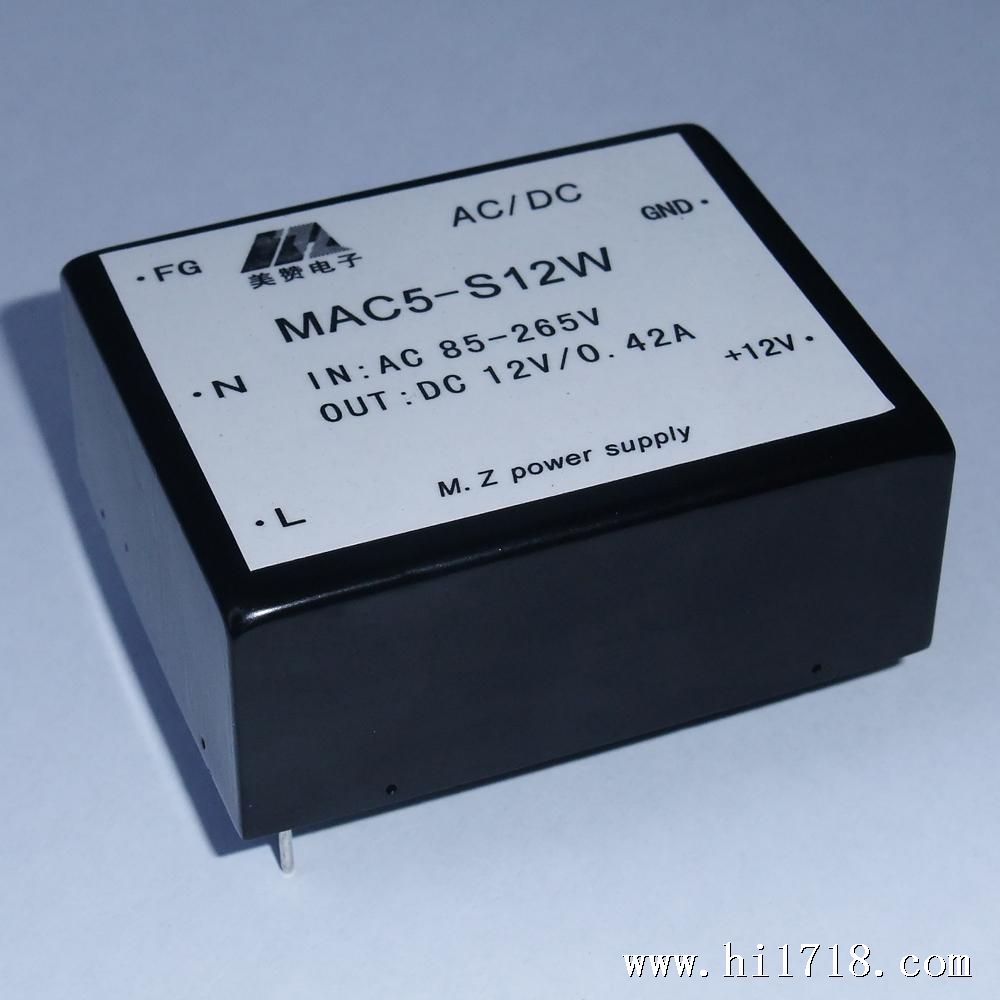 AC/DC
GND
FG
美赞电子
MAC5-S12W
IN:AC 85-265V
N
OUT:DC 12V/0.42A
+12V
M.Z power supply
L
www.hi1718.com